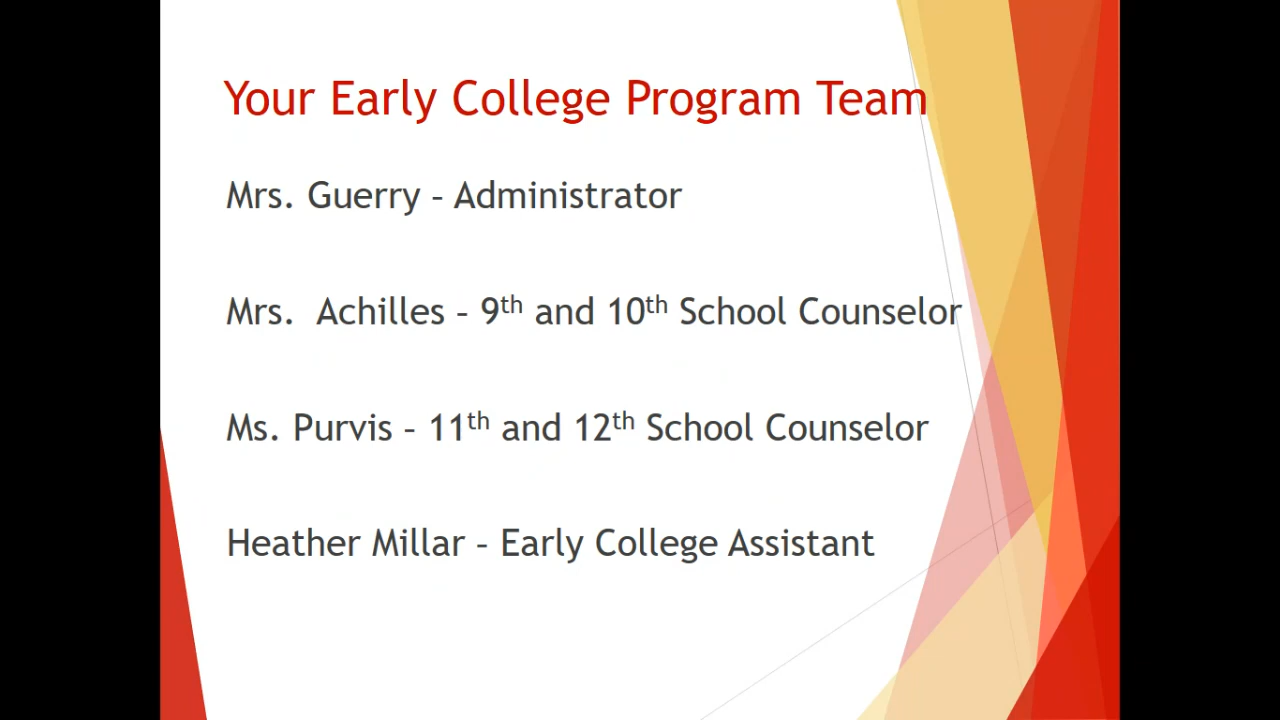 Your Early College Program Team
Mrs. Guerry – Administrator
Mrs.  Achilles – 9th and 10th School Counselor
Ms. Purvis – 11th and 12th School Counselor
Heather Millar – Early College Assistant